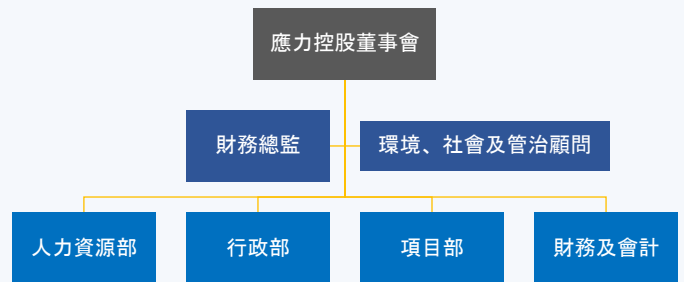 應力控股董事會
財務總監
環境、社會及管治顧問
人力資源部
行政部
項目部
財務及會計